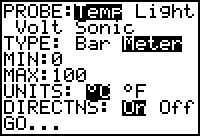 PROBE:Temp Light
Volt Sonic
TYPE: Bar Meter
MIN:0
MAX:100
UNITS: °C °F
DIRECTNS: On Off
GO...